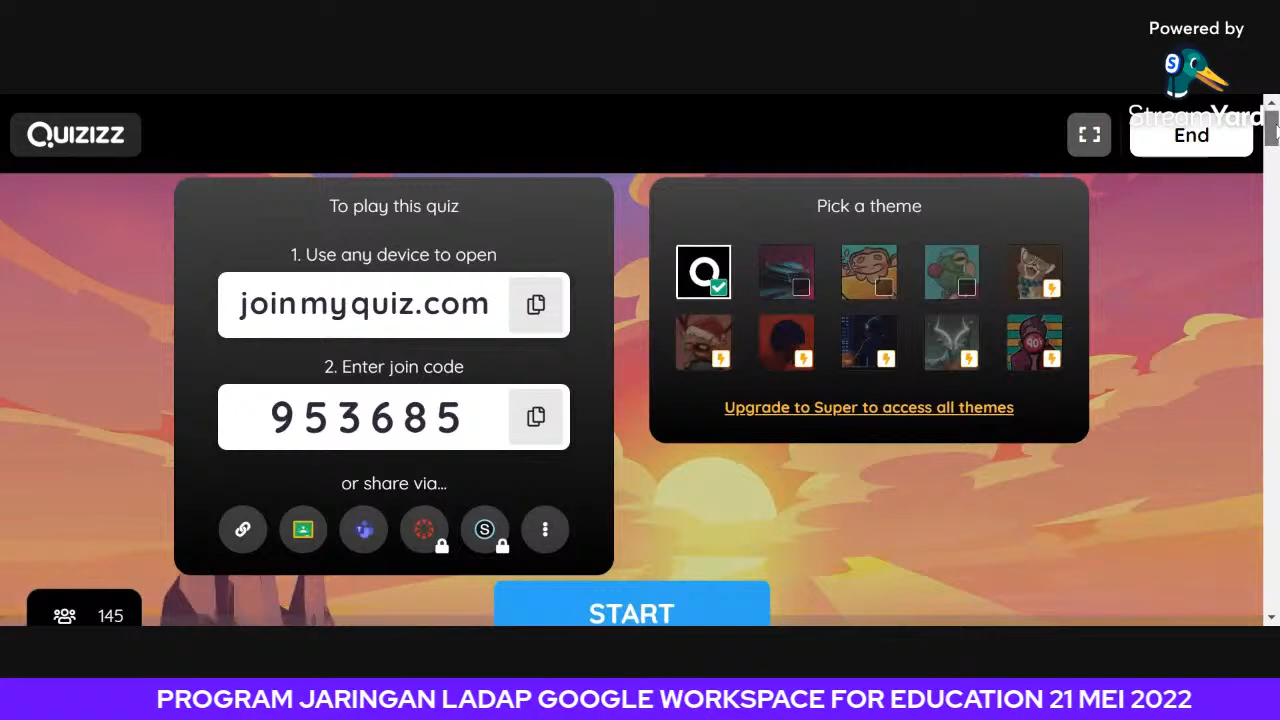 Powered by
StreamYard
QUIZIZZ
End
To play this quiz
1. Use any device to open
joinmyquiz.com
2. Enter join code
953685
or share via...
Pick a theme
90's
Upgrade to Super to access all themes
145
START
PROGRAM JARINGAN LADAP GOOGLE WORKSPACE FOR EDUCATION 21 MEI 2022